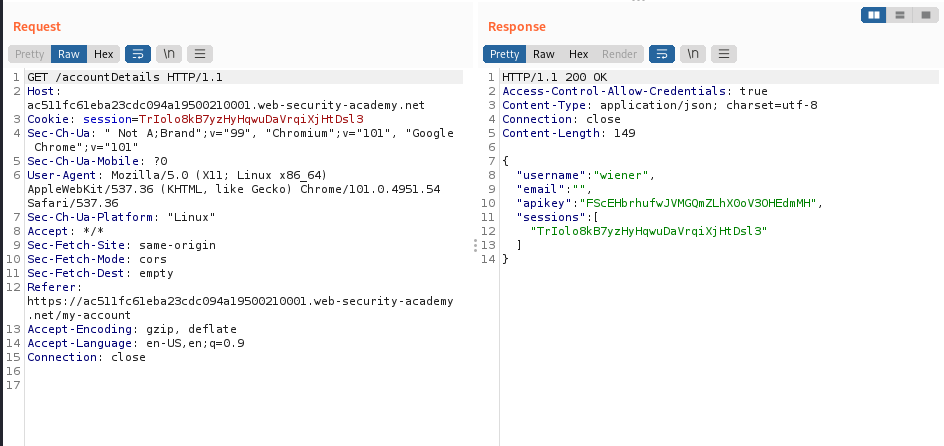 Request
Pretty Raw Hex \n
1 GET /accountDetails HTTP/1.1
2 Host:
ac511fc61eba23cdc094a19500210001.web-security-academy.net
3 Cookie: session=TrIolo8kB7yzHyHqwuDaVrqiXjHtDsl3
4 Sec-Ch-Ua: " Not A;Brand";v="99", "Chromium";v="101", "Google
Chrome";v="101"
5 Sec-Ch-Ua-Mobile: ?0
6 User-Agent: Mozilla/5.0 (X11; Linux x86_64)
AppleWebKit/537.36 (KHTML, like Gecko) Chrome/101.0.4951.54
Safari/537.36
7 Sec-Ch-Ua-Platform: "Linux"
8 Accept: */*
9 Sec-Fetch-Site: same-origin
10 Sec-Fetch-Mode: cors
11 Sec-Fetch-Dest: empty
12 Referer:
https://ac511fc61eba23cdc094a19500210001.web-security-academy
.net/my-account
13 Accept-Encoding: gzip, deflate
14 Accept-Language: en-US,en;q=0.9
15 Connection: close
16
17
Response
Pretty Raw Hex Render \n
1 HTTP/1.1 200 OK
2 Access-Control-Allow-Credentials: true
3 Content-Type: application/json; charset=utf-8
4 Connection: close
5 Content-Length: 149
6
7 {
8 "username":"wiener",
9 "email":"",
10 "apikey":"FScEHbrhufwJVMGQmZLhX0oV3OHEdmMH",
11 "sessions":[
12 "TrIolo8kB7yzHyHqwuDaVrqiXjHtDsl3"
13 ]
14 }